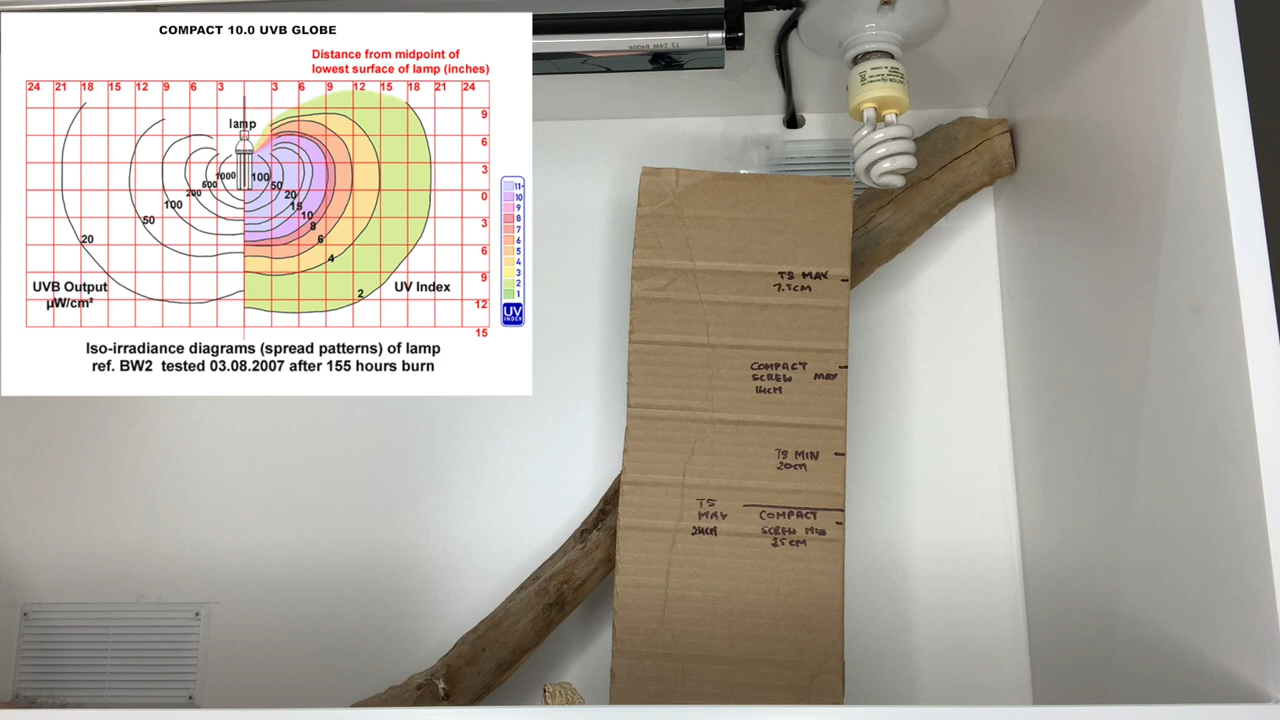 COMPACT 10.0 UVB GLOBE
Distance from midpoint of
lowest surface of lamp (inches)
24 21 18 15 12 9 6 3 3 6 9 12 15 18 21 24
lamp
9
6
3
0
3
6
9
12
15
1000
500
200
100
50
20
100
50
20
15
10
8
6
4
2
UVB Output
µW/cm²
UV Index
11+
10
9
8
7
6
5
4
3
2
1
UV
INDEX
Iso-irradiance diagrams (spread patterns) of lamp
ref. BW2 tested 03.08.2007 after 155 hours burn
T8 MAX
7.5CM
COMPACT
SCREW MAX
14CM
T8 MIN
20CM
T5
MAX
24CM
COMPACT
SCREW MIN
25CM